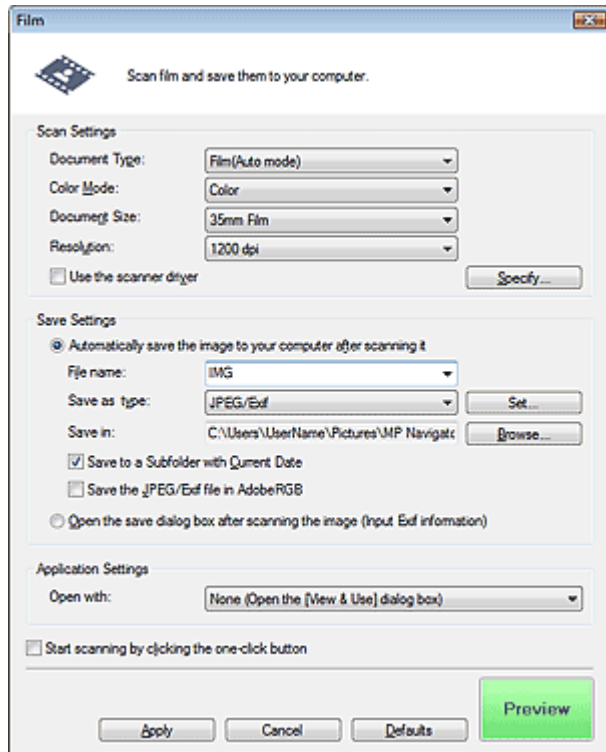 Film
Scan film and save them to your computer.
Scan Settings
Document Type: Film(Auto mode)
Color Mode: Color
Document Size: 35mm Film
Resolution: 1200 dpi
Use the scanner driver Specify...
Save Settings
Automatically save the image to your computer after scanning it
File name: IMG
Save as type: JPEG/Exif Set...
Save in: C:\Users\UserName\Pictures\MP Navigatc Browse...
Save to a Subfolder with Current Date
Save the JPEG/Exif file in AdobeRGB
Open the save dialog box after scanning the image (Input Exif information)
Application Settings
Open with: None (Open the [View & Use] dialog box)
Start scanning by clicking the one-click button
Preview
Apply Cancel Defaults